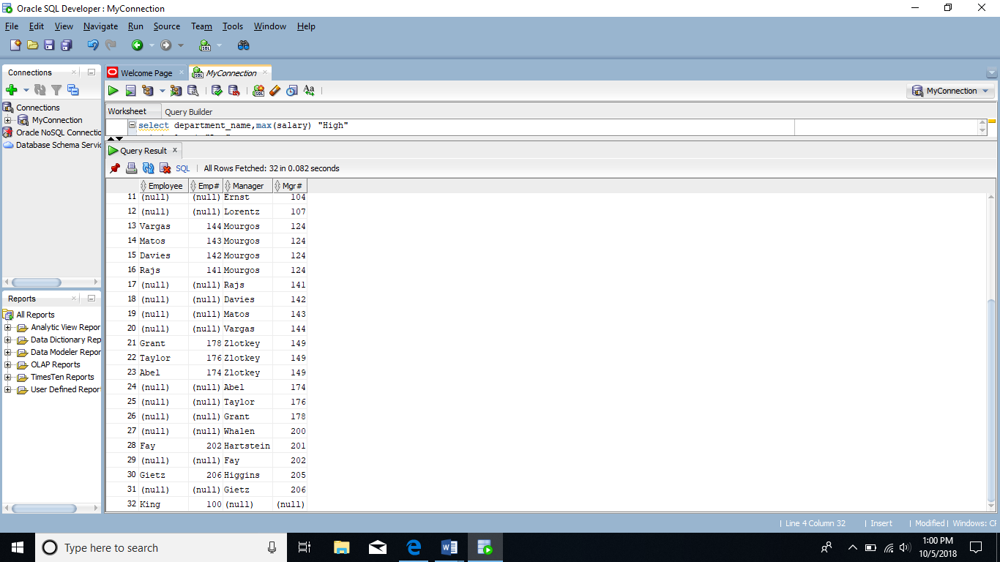 Oracle SQL Developer : MyConnection
File Edit View Navigate Run Source Team Tools Window Help
Connections
Welcome Page
MyConnection
MyConnection
Connections
MyConnection
Oracle NoSQL Connectio
Database Schema Servic
Worksheet Query Builder
select department_name,max(salary) "High"
Query Result
SQL | All Rows Fetched: 32 in 0.082 seconds
Employee Emp# Manager Mgr#
11 (null) (null) Ernst 104
12 (null) (null) Lorentz 107
13 Vargas 144 Mourgos 124
14 Matos 143 Mourgos 124
15 Davies 142 Mourgos 124
16 Rajs 141 Mourgos 124
17 (null) (null) Rajs 141
18 (null) (null) Davies 142
19 (null) (null) Matos 143
20 (null) (null) Vargas 144
21 Grant 178 Zlotkey 149
22 Taylor 176 Zlotkey 149
23 Abel 174 Zlotkey 149
24 (null) (null) Abel 174
25 (null) (null) Taylor 176
26 (null) (null) Grant 178
27 (null) (null) Whalen 200
28 Fay 202 Hartstein 201
29 (null) (null) Fay 202
30 Gietz 206 Higgins 205
31 (null) (null) Gietz 206
32 King 100 (null) (null)
Reports
All Reports
Analytic View Repor
Data Dictionary Rep
Data Modeler Repor
OLAP Reports
TimesTen Reports
User Defined Report
| Line 4 Column 32 | Insert | Modified | Windows: CF
Type here to search
1:00 PM
10/5/2018